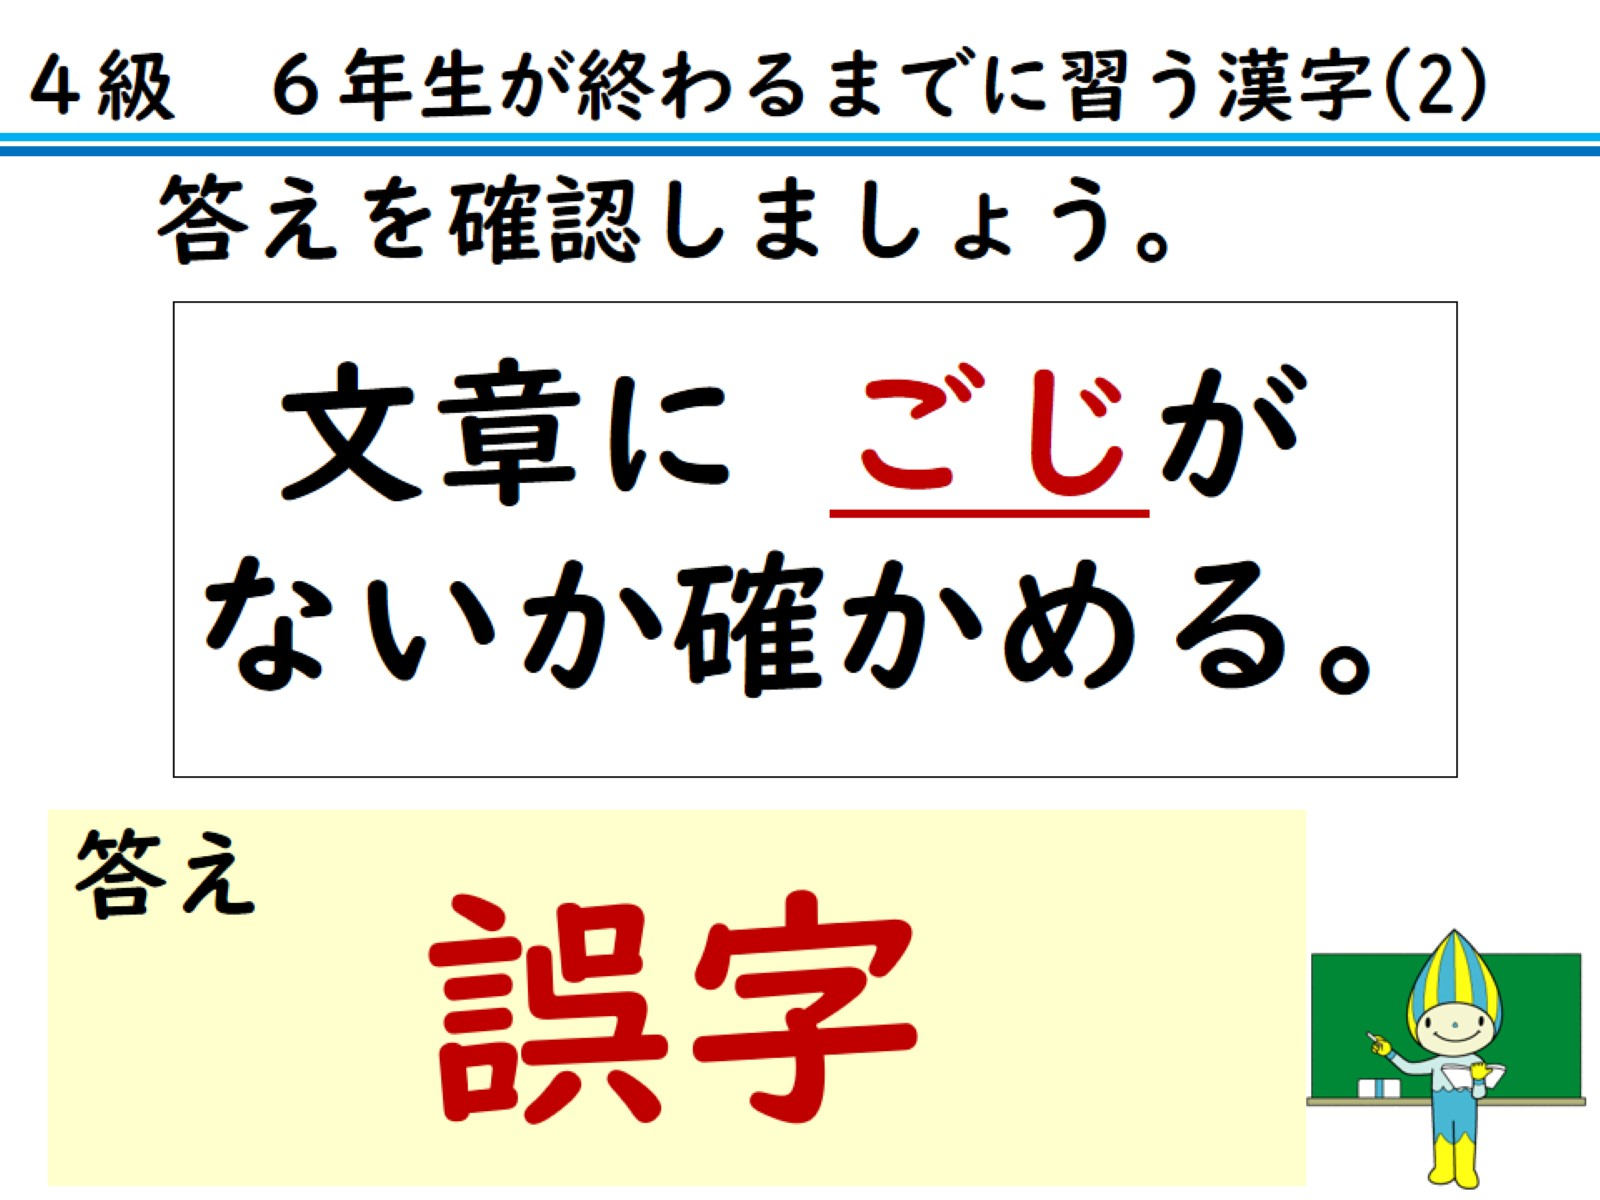 ４級　６年生が終わるまでに習う漢字(2)
答えを確認しましょう。
文章に　ごじが
ないか確かめる。
答え
誤字